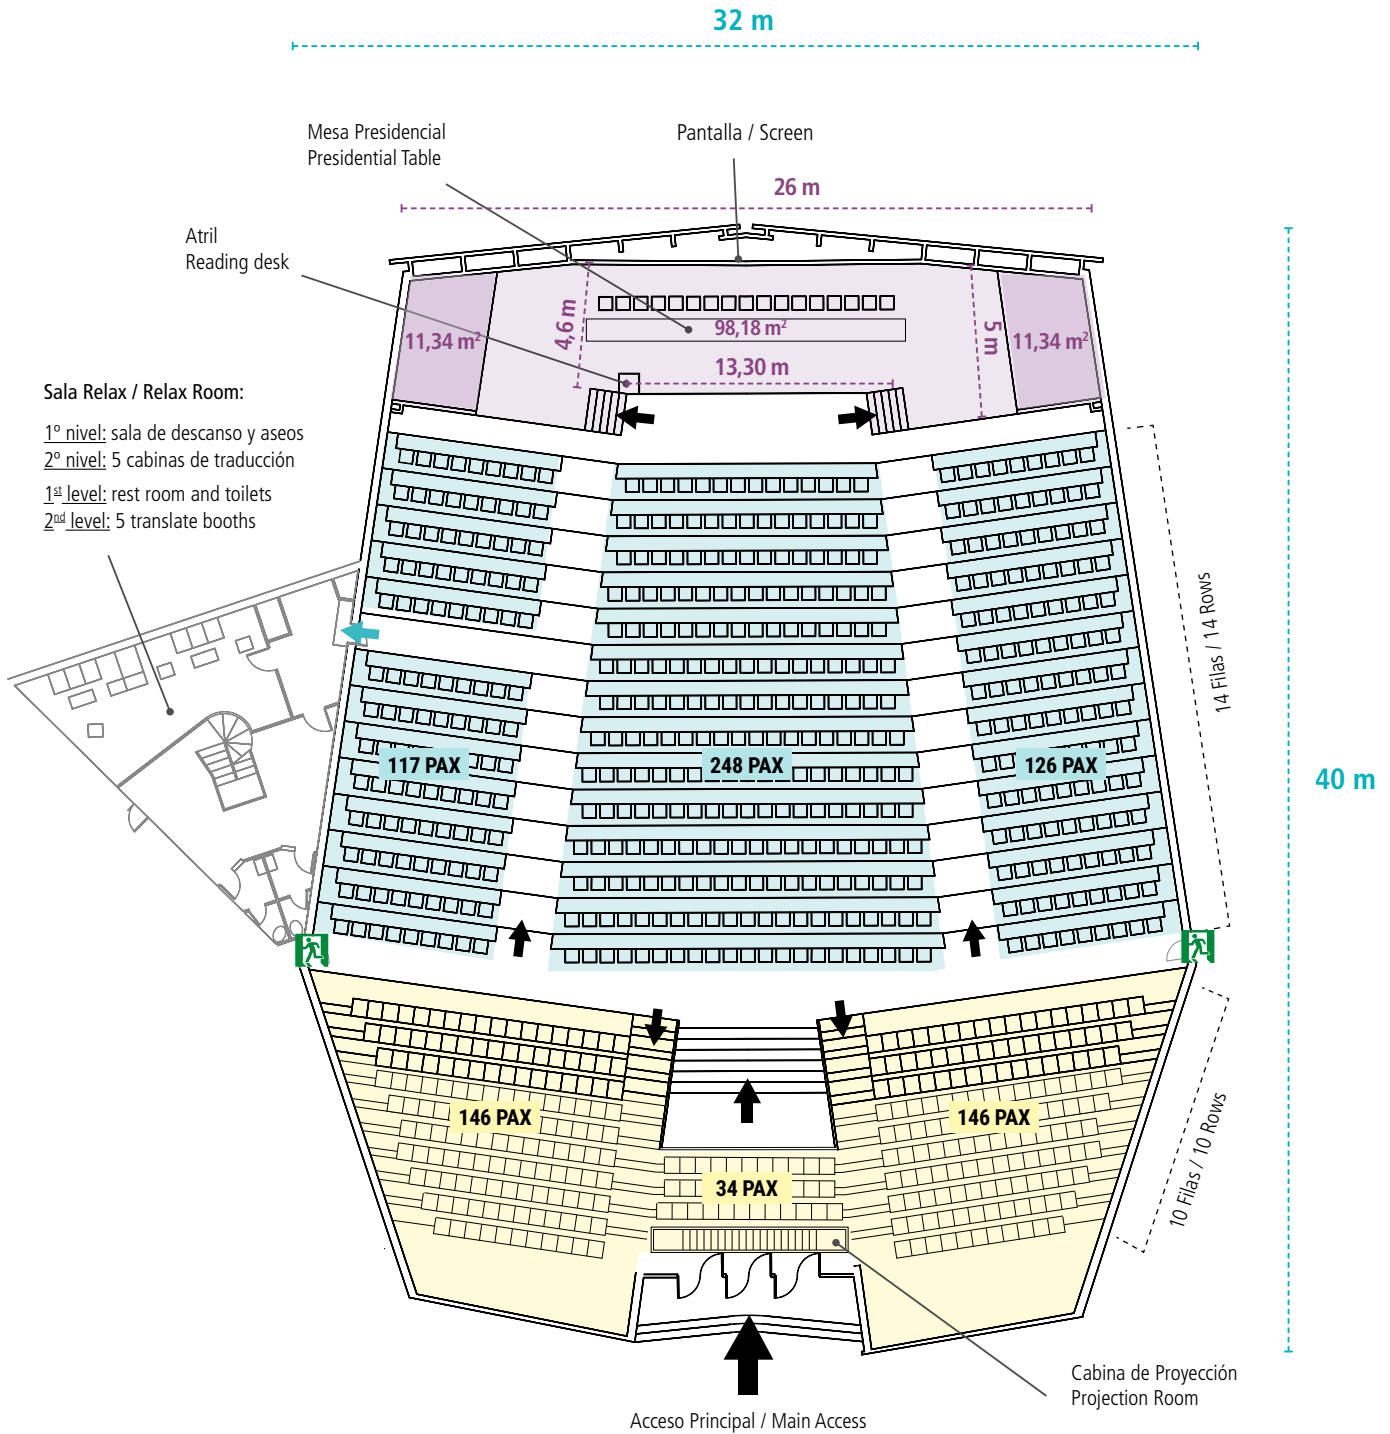 32 m
Mesa Presidencial
Presidential Table
Pantalla / Screen
26 m
Atril
Reading desk
4,6 m
98,18 m²
5 m
11,34 m²
11,34 m²
13,30 m
Sala Relax / Relax Room:
1º nivel: sala de descanso y aseos
2º nivel: 5 cabinas de traducción
1st level: rest room and toilets
2nd level: 5 translate booths
14 Filas / 14 Rows
117 PAX
248 PAX
126 PAX
40 m
146 PAX
146 PAX
34 PAX
10 Filas / 10 Rows
Cabina de Proyección
Projection Room
Acceso Principal / Main Access